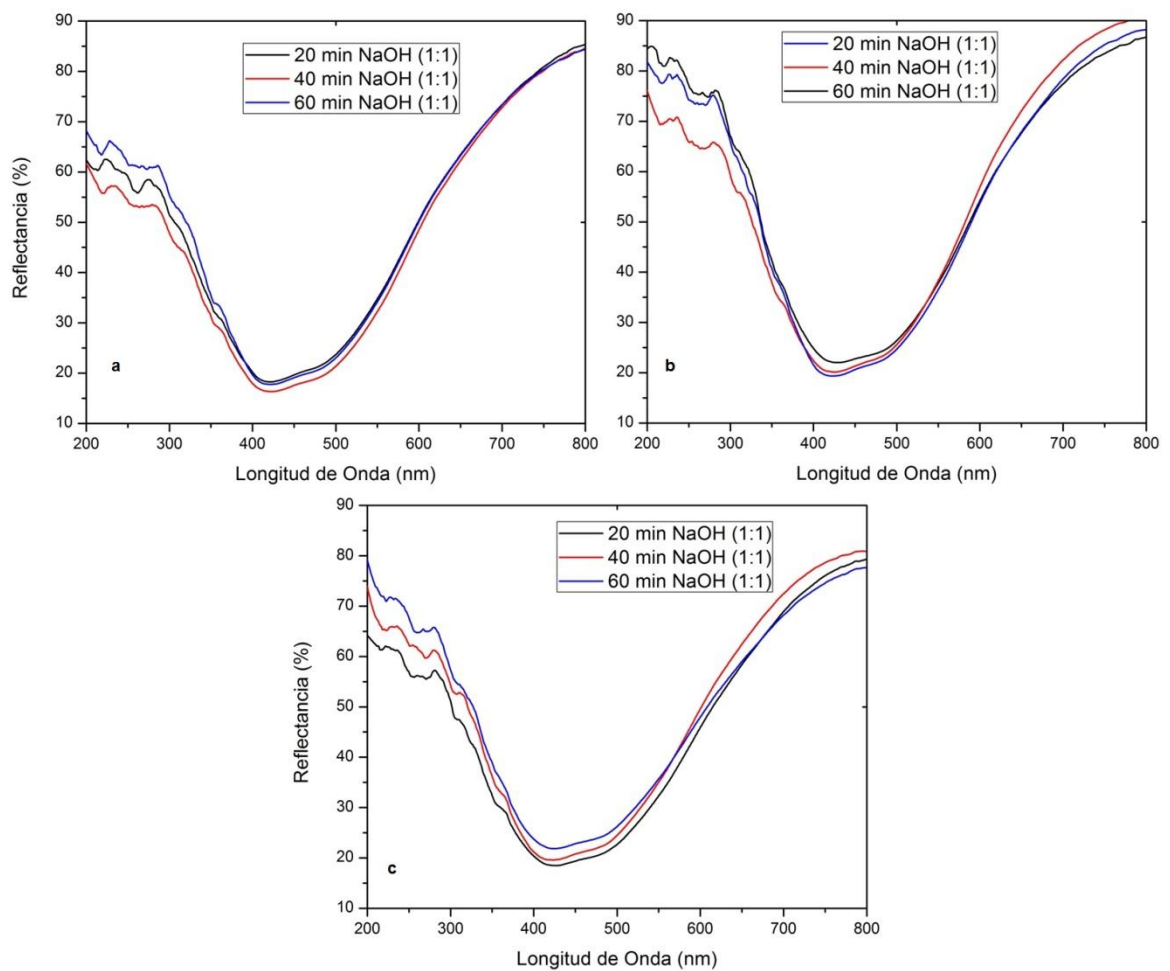 90
80
70
60
50
40
30
20
10
Reflectancia (%)
20 min NaOH (1:1)
40 min NaOH (1:1)
60 min NaOH (1:1)
a
200 300 400 500 600 700 800
Longitud de Onda (nm)
90
80
70
60
50
40
30
20
10
20 min NaOH (1:1)
40 min NaOH (1:1)
60 min NaOH (1:1)
b
200 300 400 500 600 700 800
Longitud de Onda (nm)
90
80
70
60
50
40
30
20
10
Reflectancia (%)
20 min NaOH (1:1)
40 min NaOH (1:1)
60 min NaOH (1:1)
c
200 300 400 500 600 700 800
Longitud de Onda (nm)